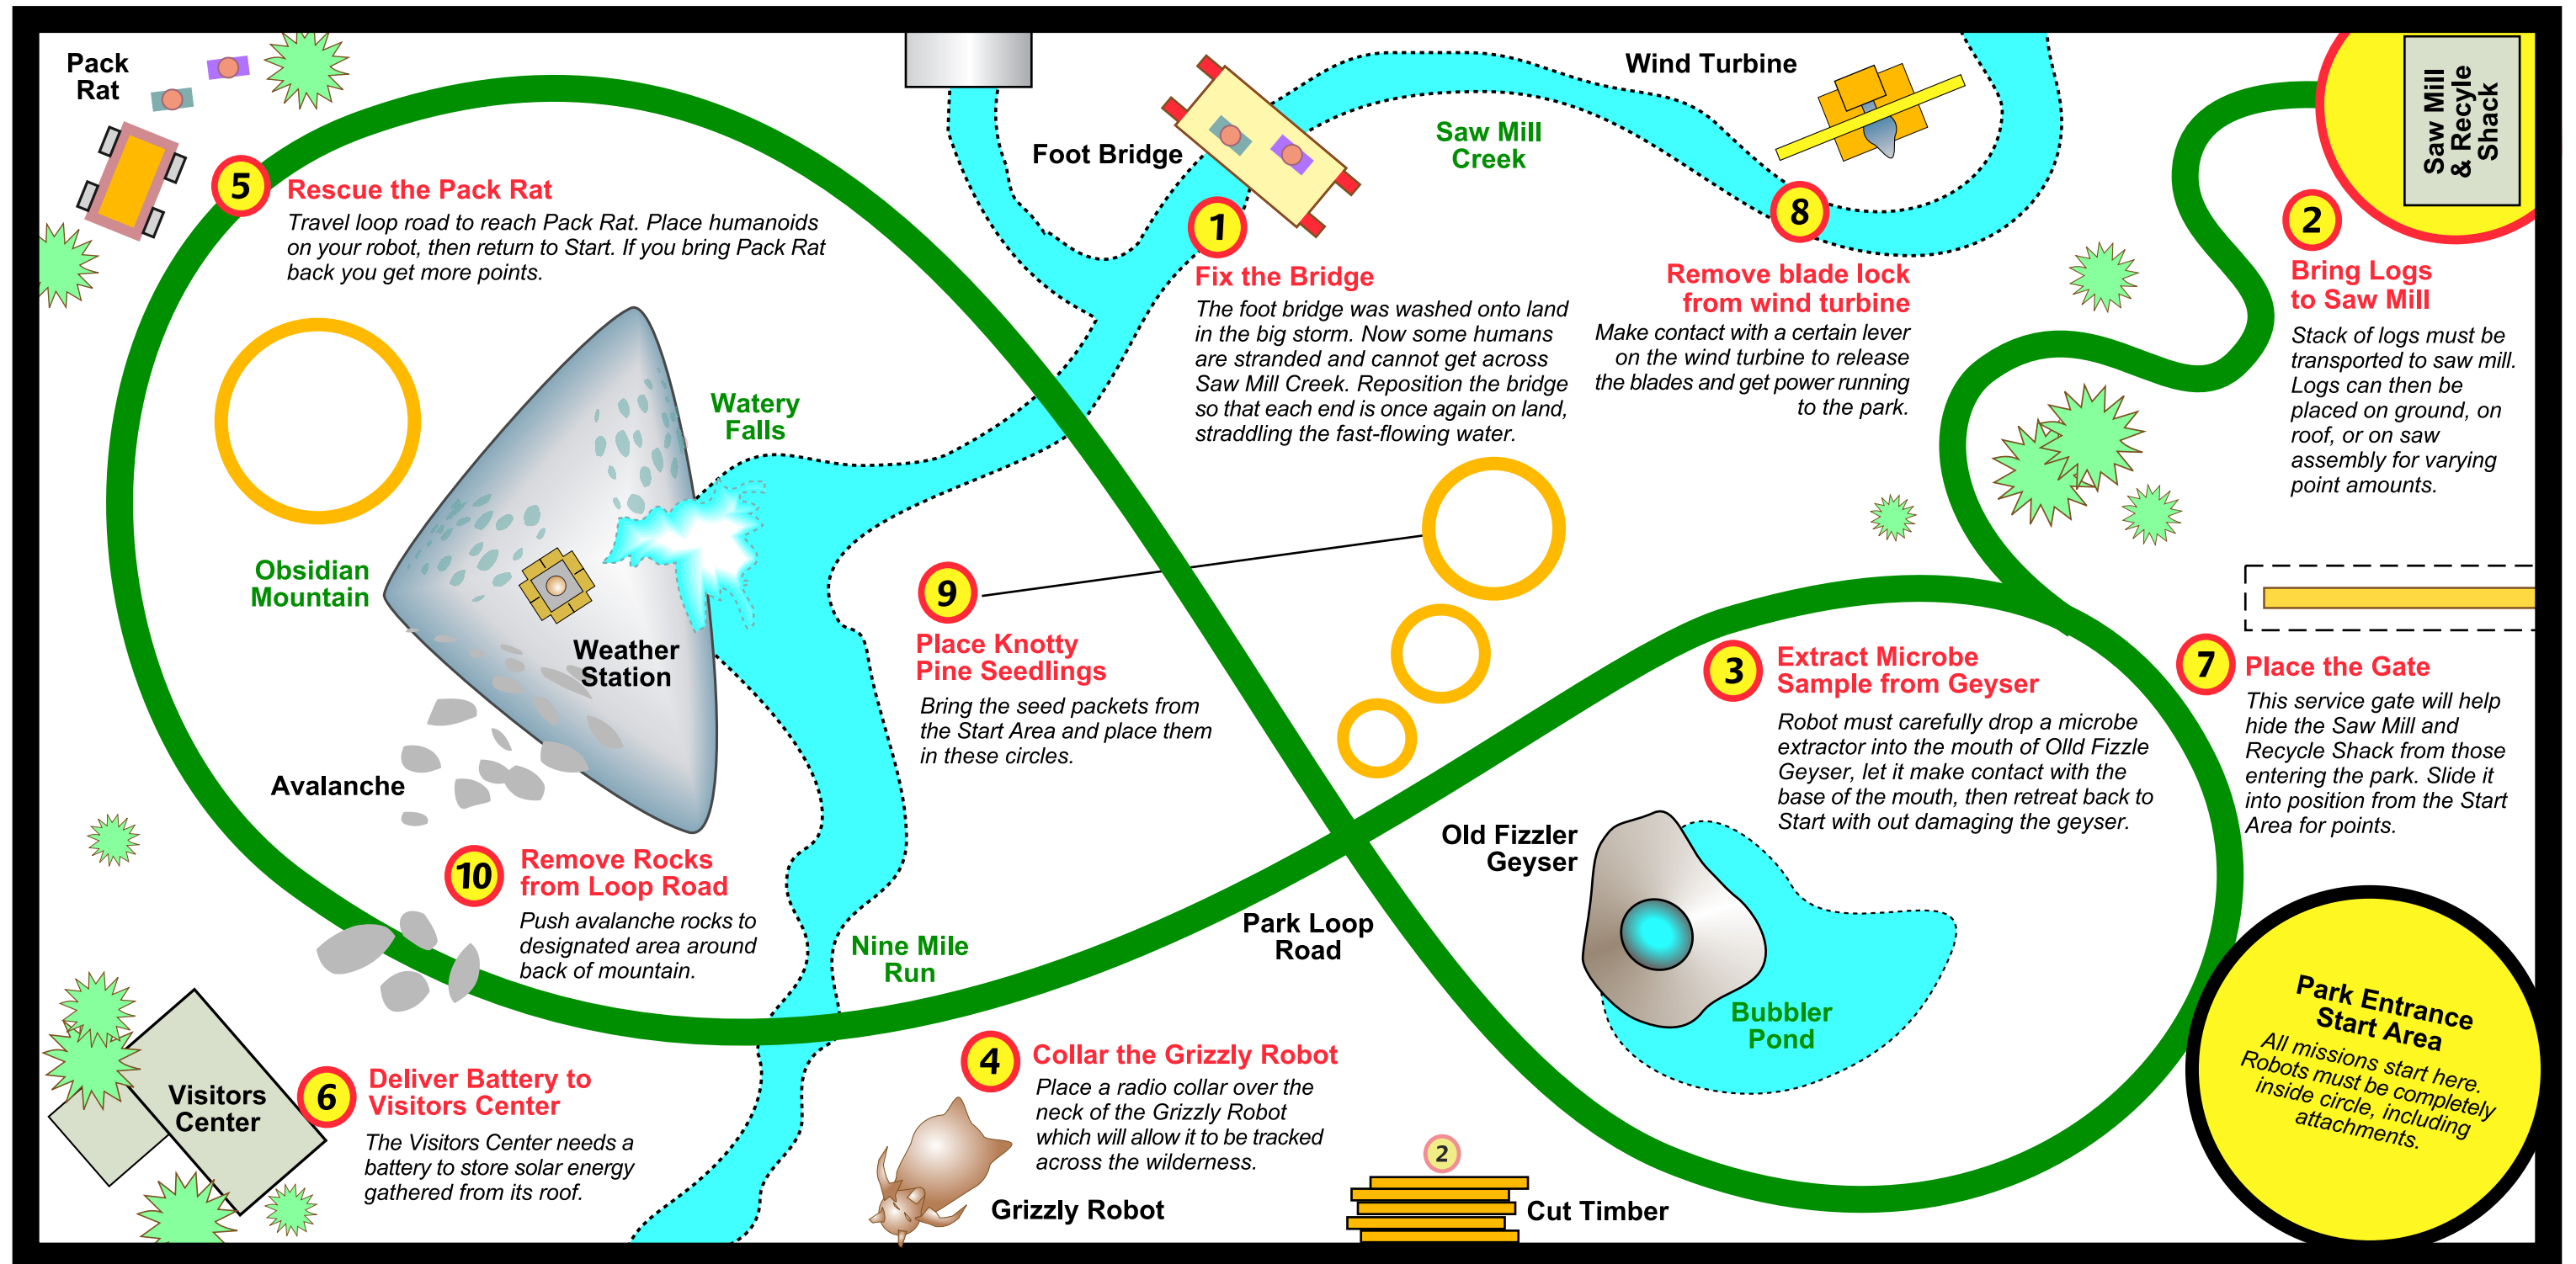 Pack
Rat
5
Rescue the Pack Rat
Travel loop road to reach Pack Rat. Place humanoids
on your robot, then return to Start. If you bring Pack Rat
back you get more points.
Foot Bridge
1
Fix the Bridge
The foot bridge was washed onto land
in the big storm. Now some humans
are stranded and cannot get across
Saw Mill Creek. Reposition the bridge
so that each end is once again on land,
straddling the fast-flowing water.
Saw Mill
Creek
Wind Turbine
8
Remove blade lock
from wind turbine
Make contact with a certain lever
on the wind turbine to release
the blades and get power running
to the park.
Saw Mill
& Recyle
Shack
2
Bring Logs
to Saw Mill
Stack of logs must be
transported to saw mill.
Logs can then be
placed on ground, on
roof, or on saw
assembly for varying
point amounts.
Watery
Falls
Obsidian
Mountain
Weather
Station
Avalanche
9
Place Knotty
Pine Seedlings
Bring the seed packets from
the Start Area and place them
in these circles.
3
Extract Microbe
Sample from Geyser
Robot must carefully drop a microbe
extractor into the mouth of Olld Fizzle
Geyser, let it make contact with the
base of the mouth, then retreat back to
Start with out damaging the geyser.
7
Place the Gate
This service gate will help
hide the Saw Mill and
Recycle Shack from those
entering the park. Slide it
into position from the Start
Area for points.
10
Remove Rocks
from Loop Road
Push avalanche rocks to
designated area around
back of mountain.
Nine Mile
Run
Park Loop
Road
Old Fizzler
Geyser
Bubbler
Pond
Park Entrance
Start Area
All missions start here.
Robots must be completely
inside circle, including
attachments.
Visitors
Center
6
Deliver Battery to
Visitors Center
The Visitors Center needs a
battery to store solar energy
gathered from its roof.
4
Collar the Grizzly Robot
Place a radio collar over the
neck of the Grizzly Robot
which will allow it to be tracked
across the wilderness.
Grizzly Robot
2
Cut Timber